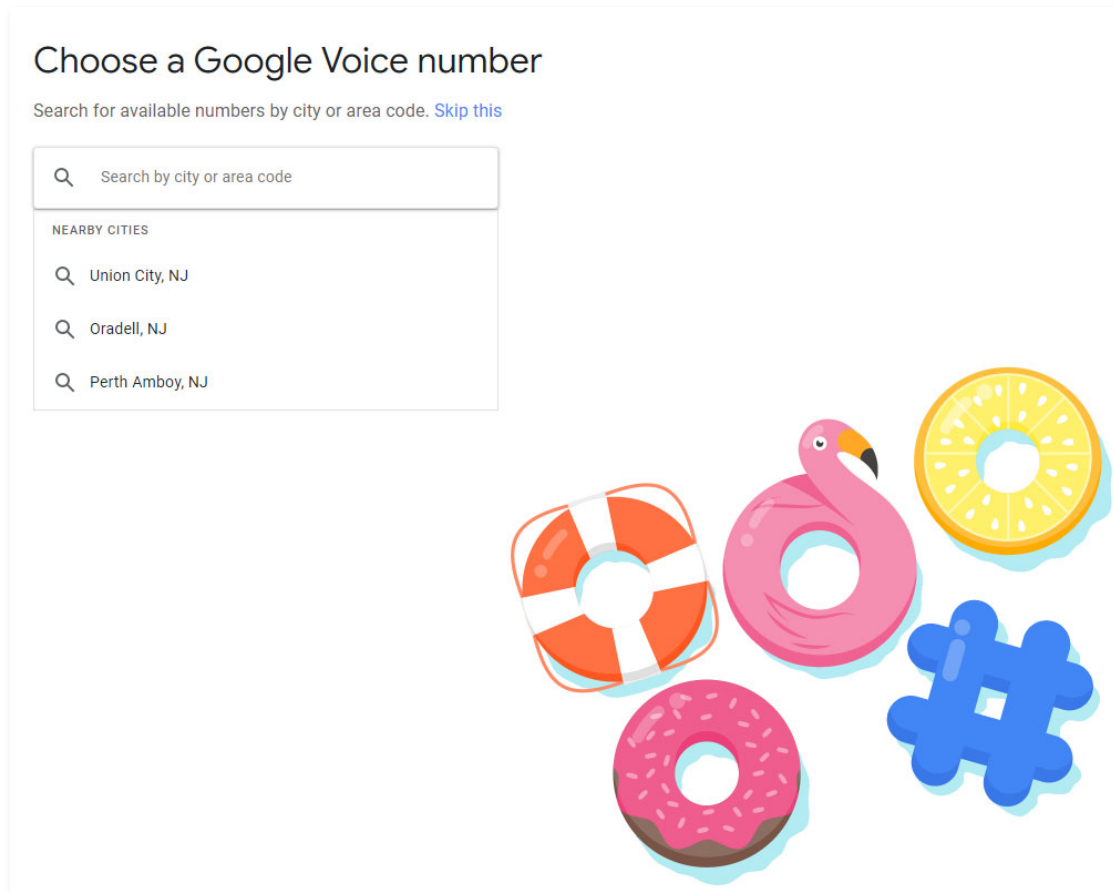 Choose a Google Voice number
Search for available numbers by city or area code. Skip this
Search by city or area code
NEARBY CITIES
Union City, NJ
Oradell, NJ
Perth Amboy, NJ